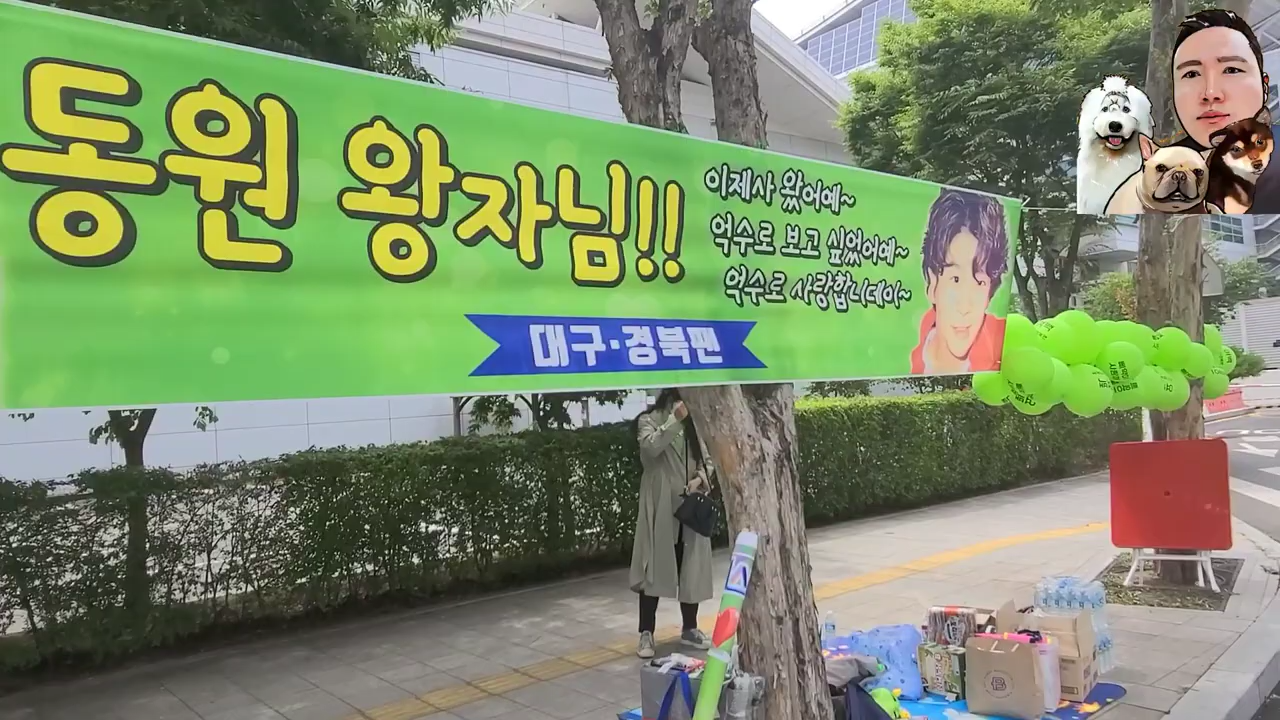 동원 왕자님!!
이제사 왔어예~
억수로 보고 싶었어예~
억수로 사랑합니데이~
대구·경북팬